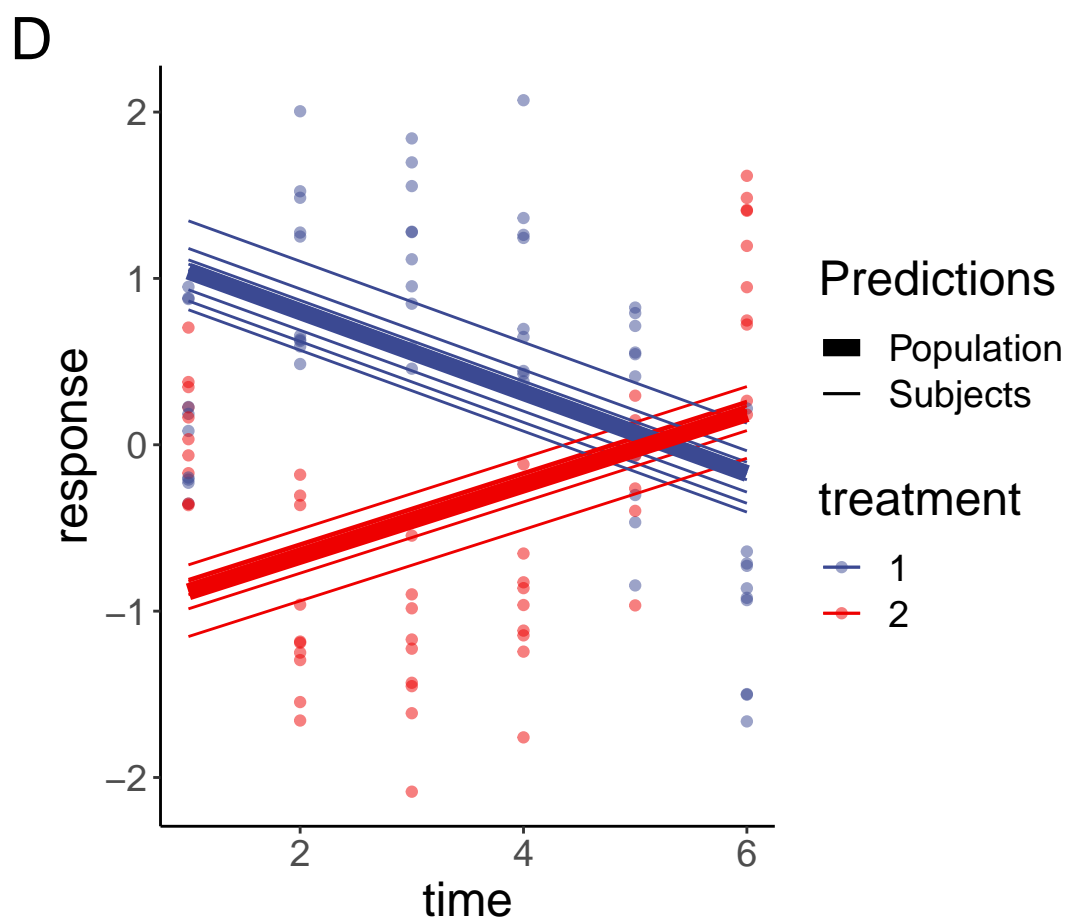 D
2
1
0
−1
−2
response
2
4
6
time
Predictions
Population
Subjects
treatment
1
2